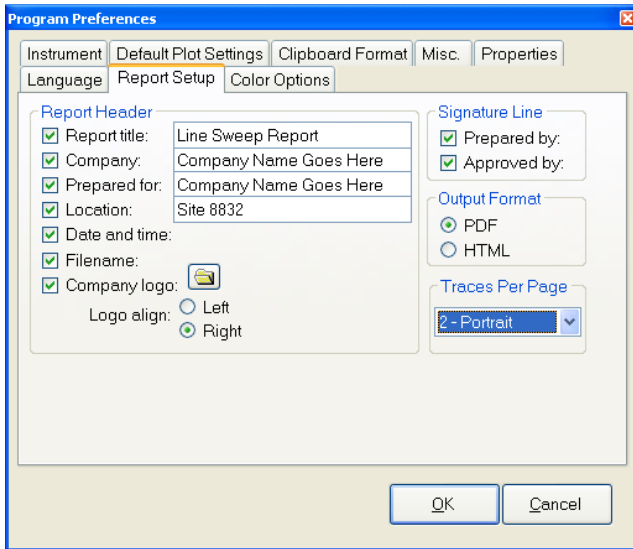 Program Preferences
Instrument Default Plot Settings Clipboard Format Misc. Properties
Language Report Setup Color Options
Report Header
Report title: Line Sweep Report
Company: Company Name Goes Here
Prepared for: Company Name Goes Here
Location: Site 8832
Date and time:
Filename:
Company logo:
Logo align: Left
Right
Signature Line
Prepared by:
Approved by:
Output Format
PDF
HTML
Traces Per Page
2 - Portrait
OK Cancel